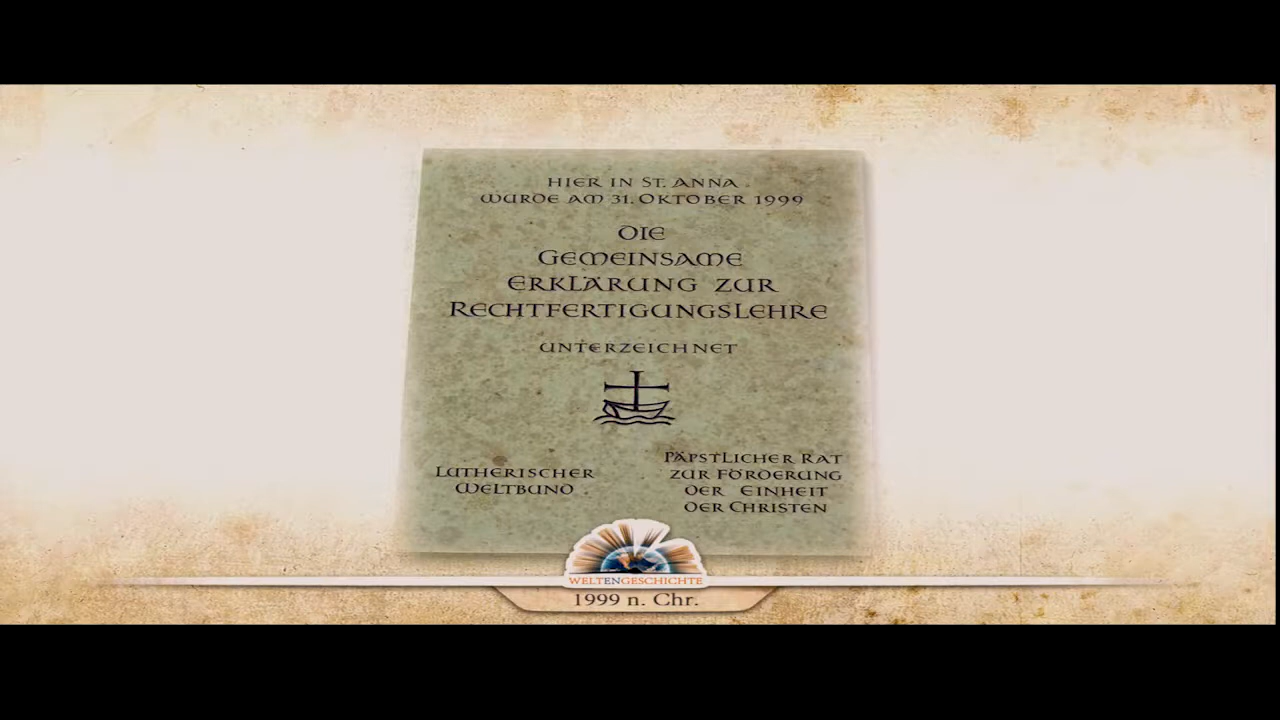 HIER IN ST. ANNA
WURDE AM 31. OKTOBER 1999
DIE
GEMEINSAME
ERKLÄRUNG ZUR
RECHTFERTIGUNGSLEHRE
UNTERZEICHNET
LUTHERISCHER
WELTBUND
PÄPSTLICHER RAT
ZUR FÖRDERUNG
DER EINHEIT
DER CHRISTEN
WELTENGESCHICHTE
1999 n. Chr.